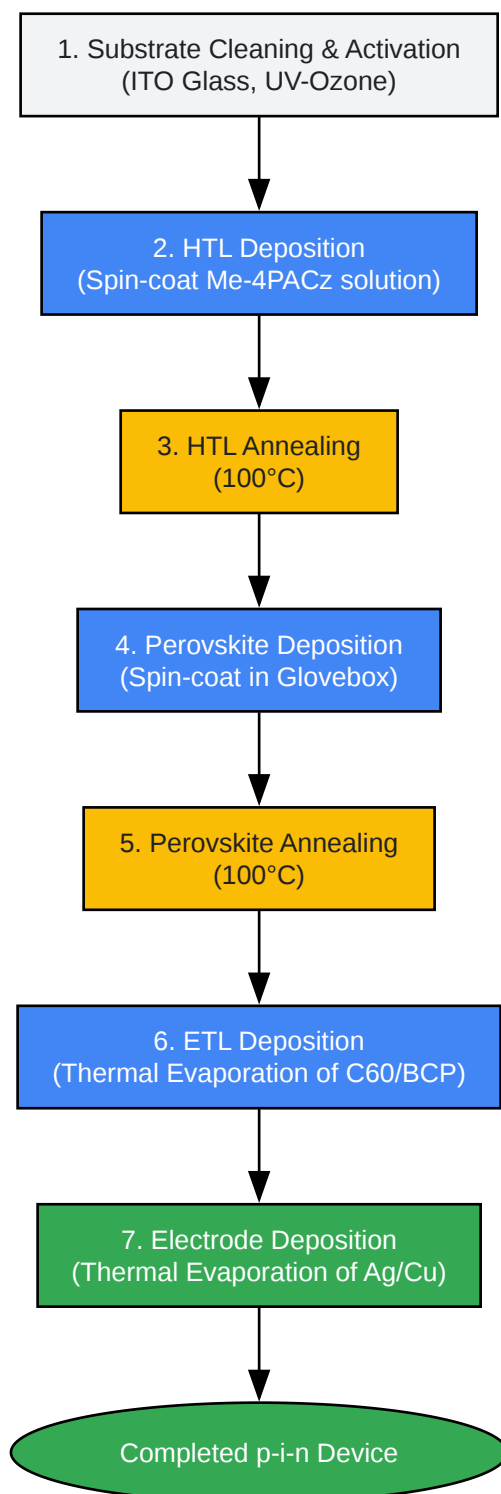 1. Substrate Cleaning & Activation
(ITO Glass, UV-Ozone)
2. HTL Deposition
(Spin-coat Me-4PACz solution)
3. HTL Annealing
(100°C)
4. Perovskite Deposition
(Spin-coat in Glovebox)
5. Perovskite Annealing
(100°C)
6. ETL Deposition
(Thermal Evaporation of C60/BCP)
7. Electrode Deposition
(Thermal Evaporation of Ag/Cu)
Completed p-i-n Device